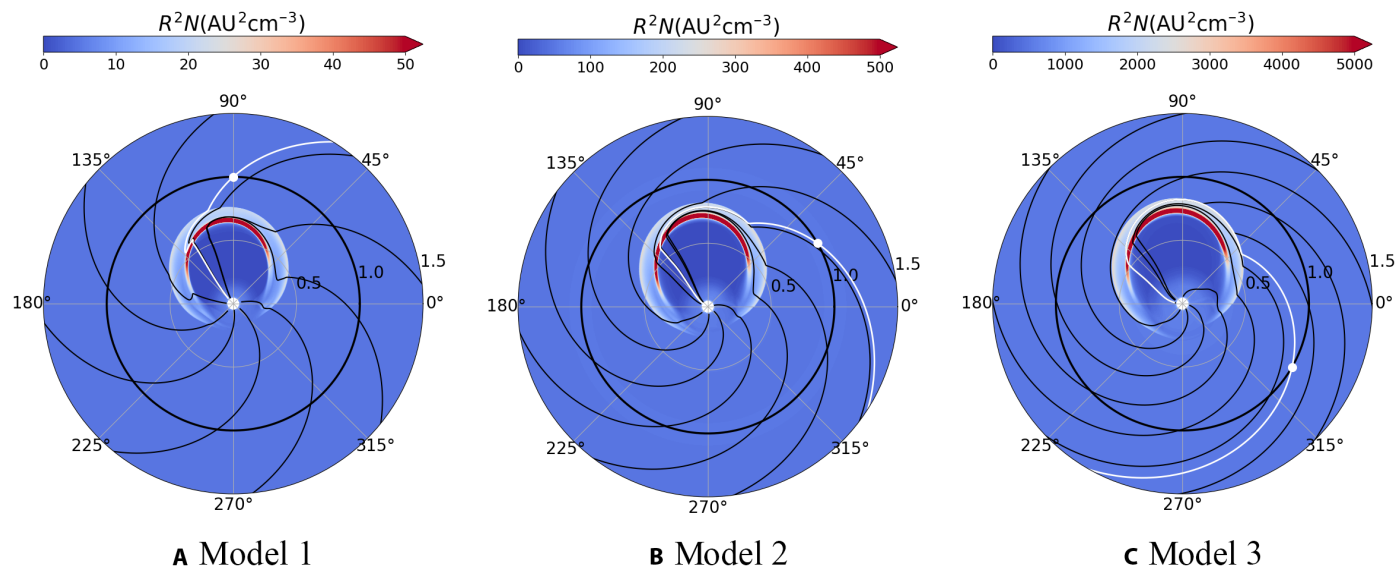 R²N(AU²cm⁻³) R²N(AU²cm⁻³) R²N(AU²cm⁻³)
0 10 20 30 40 50 0 100 200 300 400 500 0 1000 2000 3000 4000 5000
90° 90° 90°
135° 45° 135° 45° 135° 45°
1.5 1.5 1.5
1.0 1.0 1.0
0.5 0.5 0.5
180° 0° 180° 0° 180° 0°
225° 315° 225° 315° 225° 315°
270° 270° 270°
A Model 1 B Model 2 C Model 3